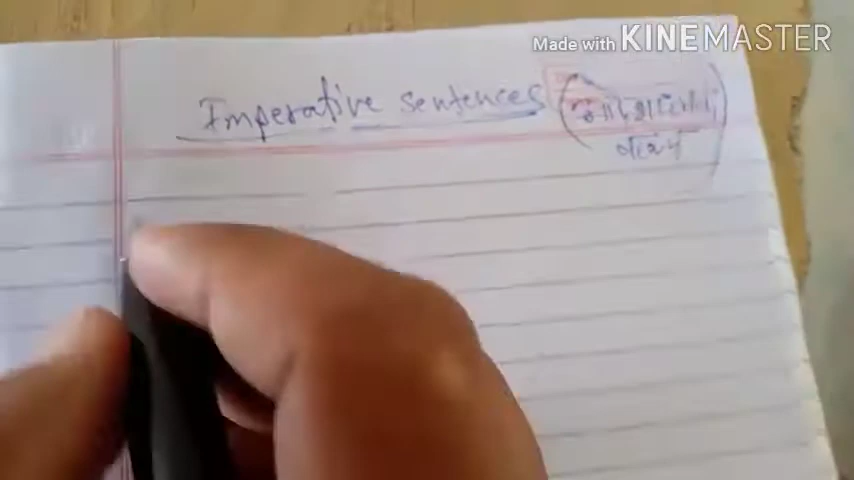 Made with KINEMASTER
Imperative sentences (
वाक्य )